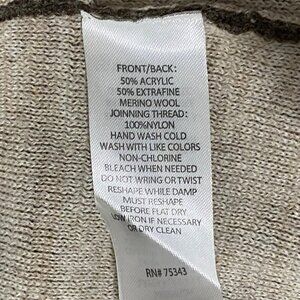 FRONT/BACK:
50% ACRYLIC
50% EXTRAFINE
MERINO WOOL
JOINNING THREAD:
100%NYLON
HAND WASH COLD
WASH WITH LIKE COLORS
NON-CHLORINE
BLEACH WHEN NEEDED
DO NOT WRING OR TWIST
RESHAPE WHILE DAMP
MUST RESHAPE
BEFORE FLAT DRY
LOW IRON IF NECESSARY
OR DRY CLEAN
RN# 75343